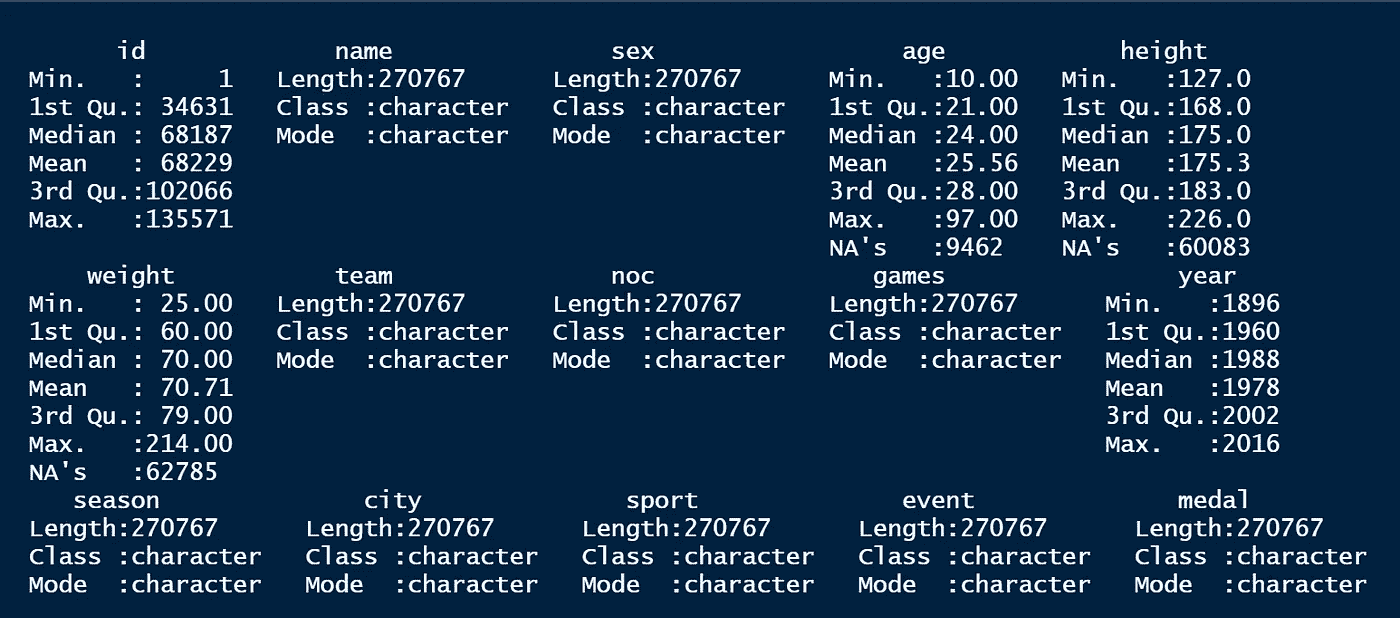 id name sex age height
Min. : 1 Length:270767 Length:270767 Min. :10.00 Min. :127.0
1st Qu.: 34631 Class :character Class :character 1st Qu.:21.00 1st Qu.:168.0
Median : 68187 Mode :character Mode :character Median :24.00 Median :175.0
Mean : 68229 Mean :25.56 Mean :175.3
3rd Qu.:102066 3rd Qu.:28.00 3rd Qu.:183.0
Max. :135571 Max. :97.00 Max. :226.0
NA's :9462 NA's :60083
weight team noc games year
Min. : 25.00 Length:270767 Length:270767 Length:270767 Min. :1896
1st Qu.: 60.00 Class :character Class :character Class :character 1st Qu.:1960
Median : 70.00 Mode :character Mode :character Mode :character Median :1988
Mean : 70.71 Mean :1978
3rd Qu.: 79.00 3rd Qu.:2002
Max. :214.00 Max. :2016
NA's :62785
season city sport event medal
Length:270767 Length:270767 Length:270767 Length:270767 Length:270767
Class :character Class :character Class :character Class :character Class :character
Mode :character Mode :character Mode :character Mode :character Mode :character